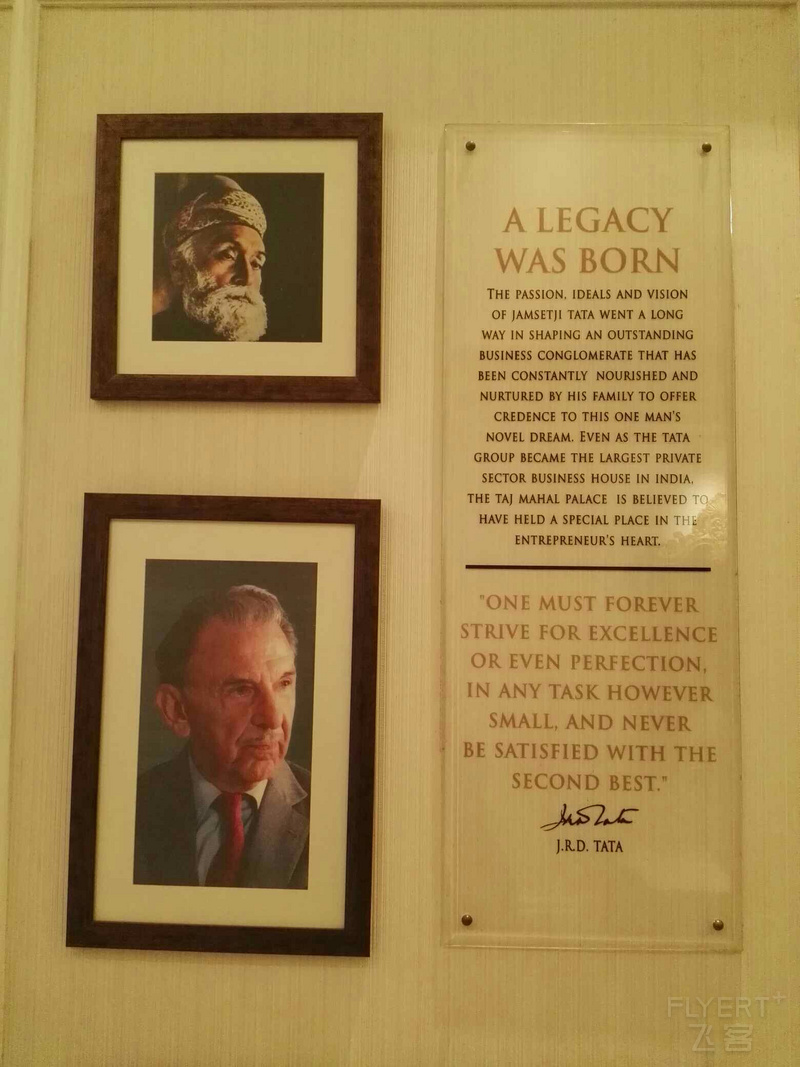 A LEGACY
WAS BORN
THE PASSION, IDEALS AND VISION
OF JAMSETJI TATA WENT A LONG
WAY IN SHAPING AN OUTSTANDING
BUSINESS CONGLOMERATE THAT HAS
BEEN CONSTANTLY NOURISHED AND
NURTURED BY HIS FAMILY TO OFFER
CREDENCE TO THIS ONE MAN'S
NOVEL DREAM. EVEN AS THE TATA
GROUP BECAME THE LARGEST PRIVATE
SECTOR BUSINESS HOUSE IN INDIA,
THE TAJ MAHAL PALACE IS BELIEVED TO
HAVE HELD A SPECIAL PLACE IN THE
ENTREPRENEUR'S HEART.
"ONE MUST FOREVER
STRIVE FOR EXCELLENCE
OR EVEN PERFECTION,
IN ANY TASK HOWEVER
SMALL, AND NEVER
BE SATISFIED WITH THE
SECOND BEST."
JRD Tata
J.R.D. TATA
FLYERT+
飞客